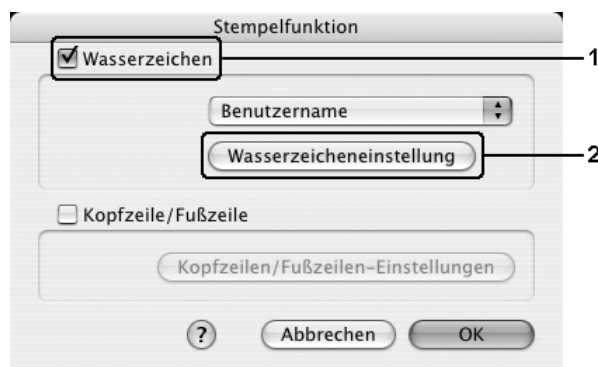 Stempelfunktion
Wasserzeichen
1
Benutzername
Wasserzeicheneinstellung
2
Kopfzeile/Fußzeile
Kopfzeilen/Fußzeilen-Einstellungen
? Abbrechen OK